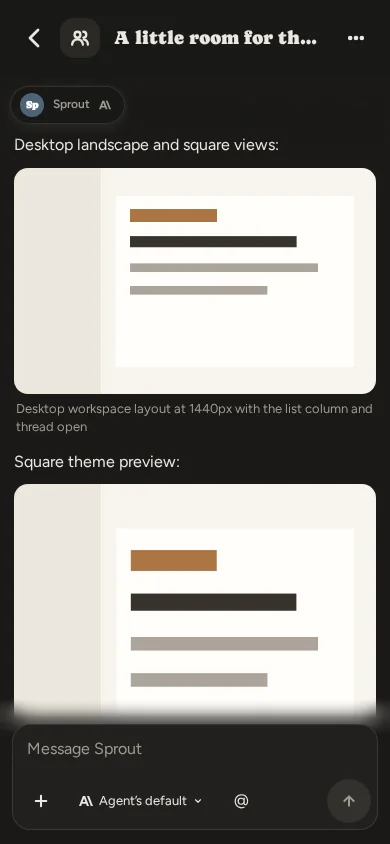 A little room for th...
Sp Sprout A\
Desktop landscape and square views:
Desktop workspace layout at 1440px with the list column and
thread open
Square theme preview:
Message Sprout
A\ Agent's default
@